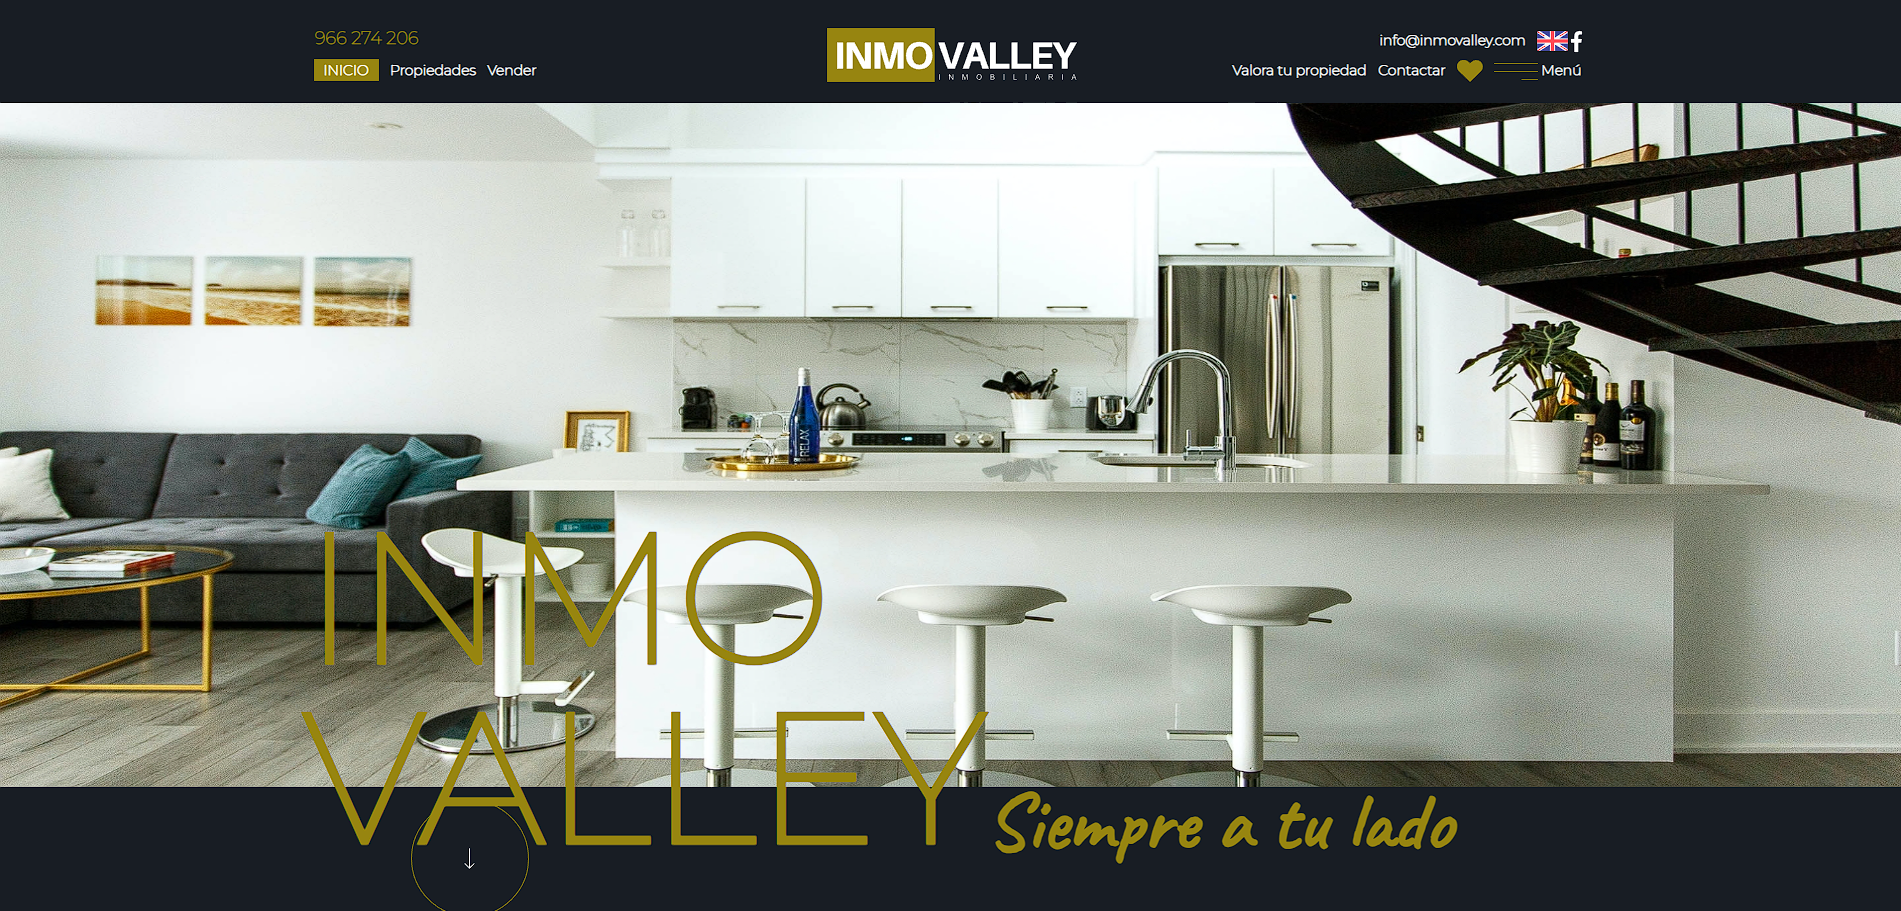 966 274 206
INICIO Propiedades Vender
INMO VALLEY
INMOBILIARIA
info@inmovalley.com
Valora tu propiedad Contactar Menú
RELAX
INMO
VALLEY
Siempre a tu lado